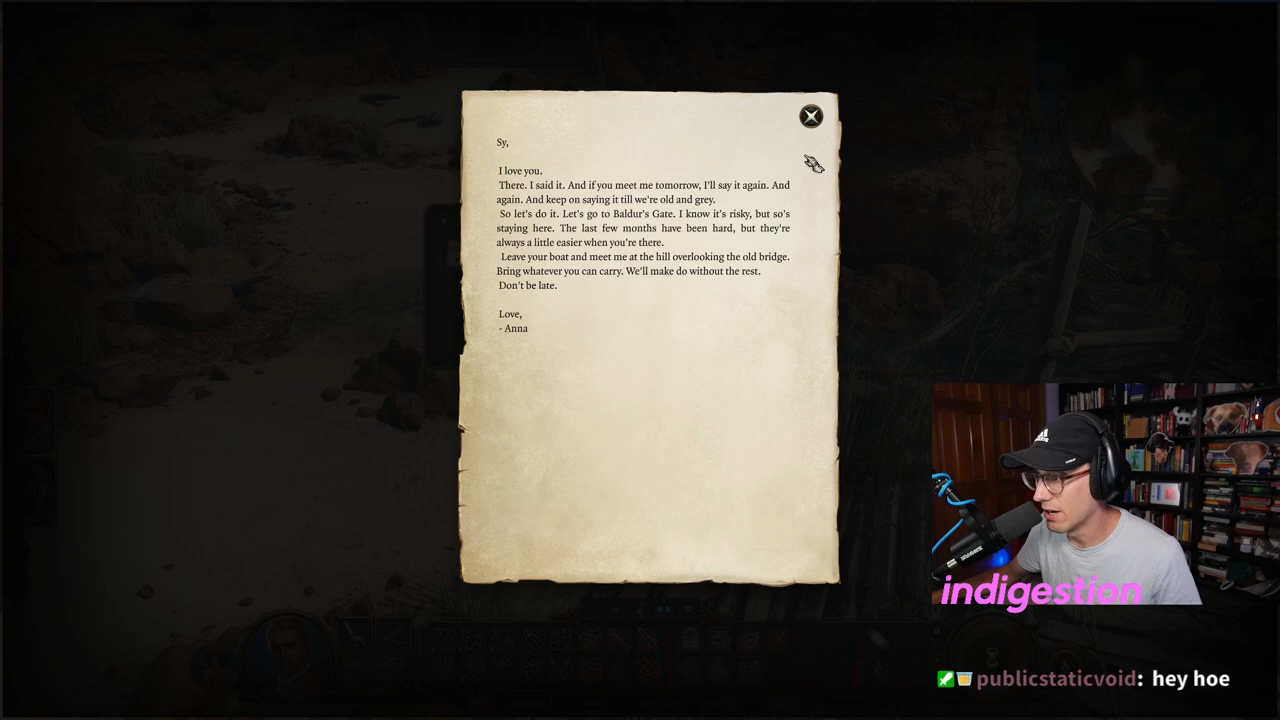 Sy,
I love you.
There. I said it. And if you meet me tomorrow, I'll say it again. And
again. And keep on saying it till we're old and grey.
So let's do it. Let's go to Baldur's Gate. I know it's risky, but so's
staying here. The last few months have been hard, but they're
always a little easier when you're there.
Leave your boat and meet me at the hill overlooking the old bridge.
Bring whatever you can carry. We'll make do without the rest.
Don't be late.
Love,
- Anna
SHURE
indigestion
publicstaticvoid: hey hoe